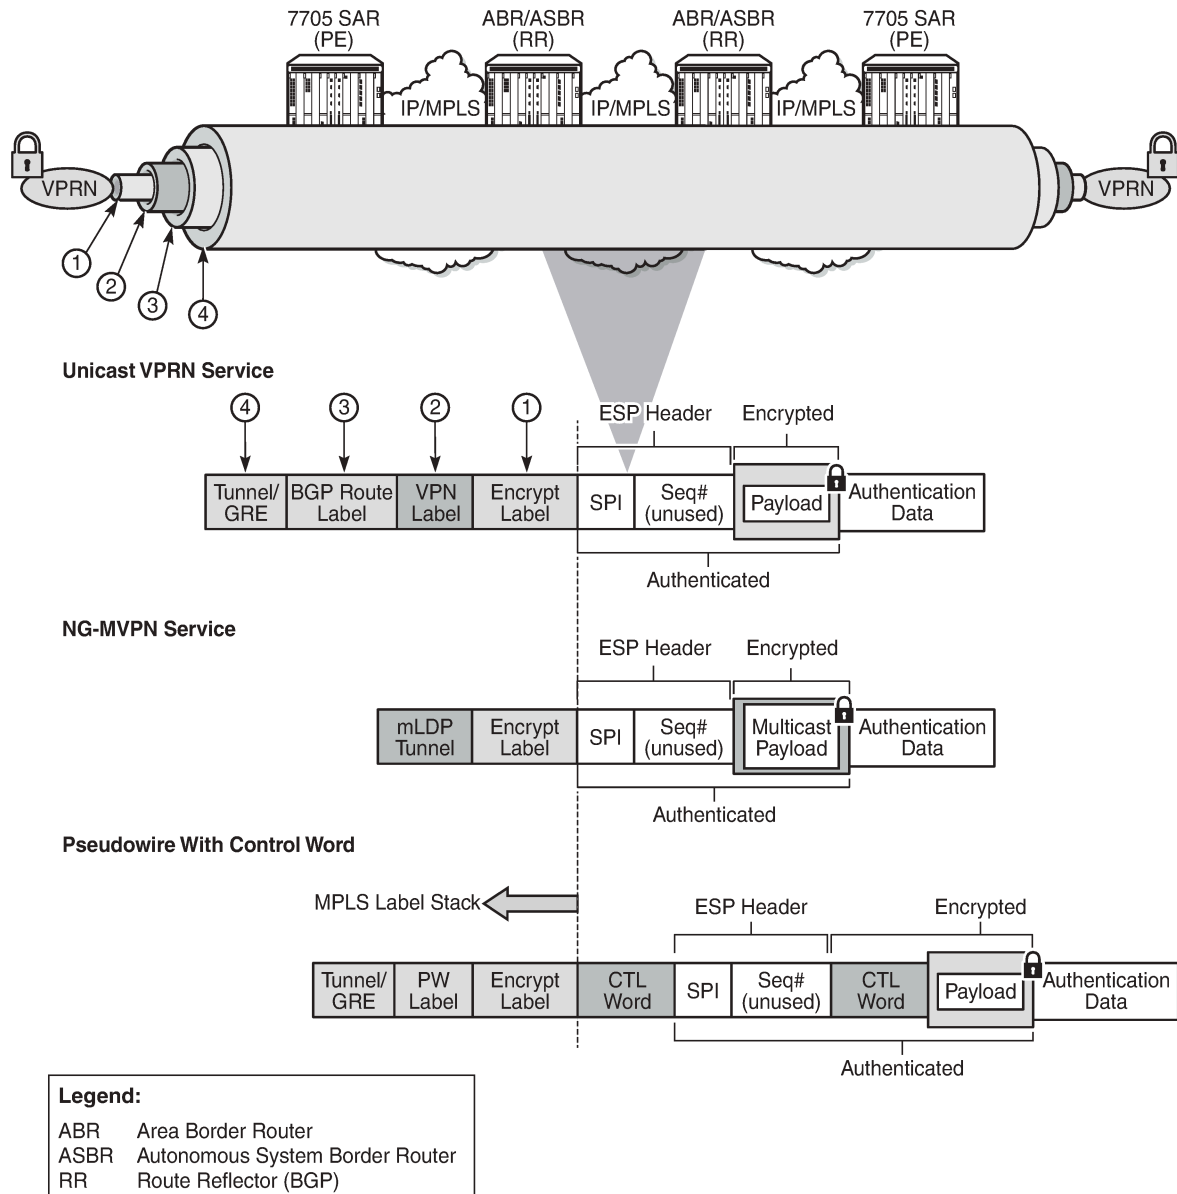 7705 SAR
(PE)
ABR/ASBR
(RR)
ABR/ASBR
(RR)
7705 SAR
(PE)
IP/MPLS
IP/MPLS
IP/MPLS
VPRN
VPRN
1
2
3
4
Unicast VPRN Service
4
3
2
1
ESP Header
Encrypted
Tunnel/
GRE
BGP Route
Label
VPN
Label
Encrypt
Label
SPI
Seq#
(unused)
Payload
Authentication
Data
Authenticated
NG-MVPN Service
ESP Header
Encrypted
mLDP
Tunnel
Encrypt
Label
SPI
Seq#
(unused)
Multicast
Payload
Authentication
Data
Authenticated
Pseudowire With Control Word
MPLS Label Stack
ESP Header
Encrypted
Tunnel/
GRE
PW
Label
Encrypt
Label
CTL
Word
SPI
Seq#
(unused)
CTL
Word
Payload
Authentication
Data
Authenticated
Legend:
ABR Area Border Router
ASBR Autonomous System Border Router
RR Route Reflector (BGP)